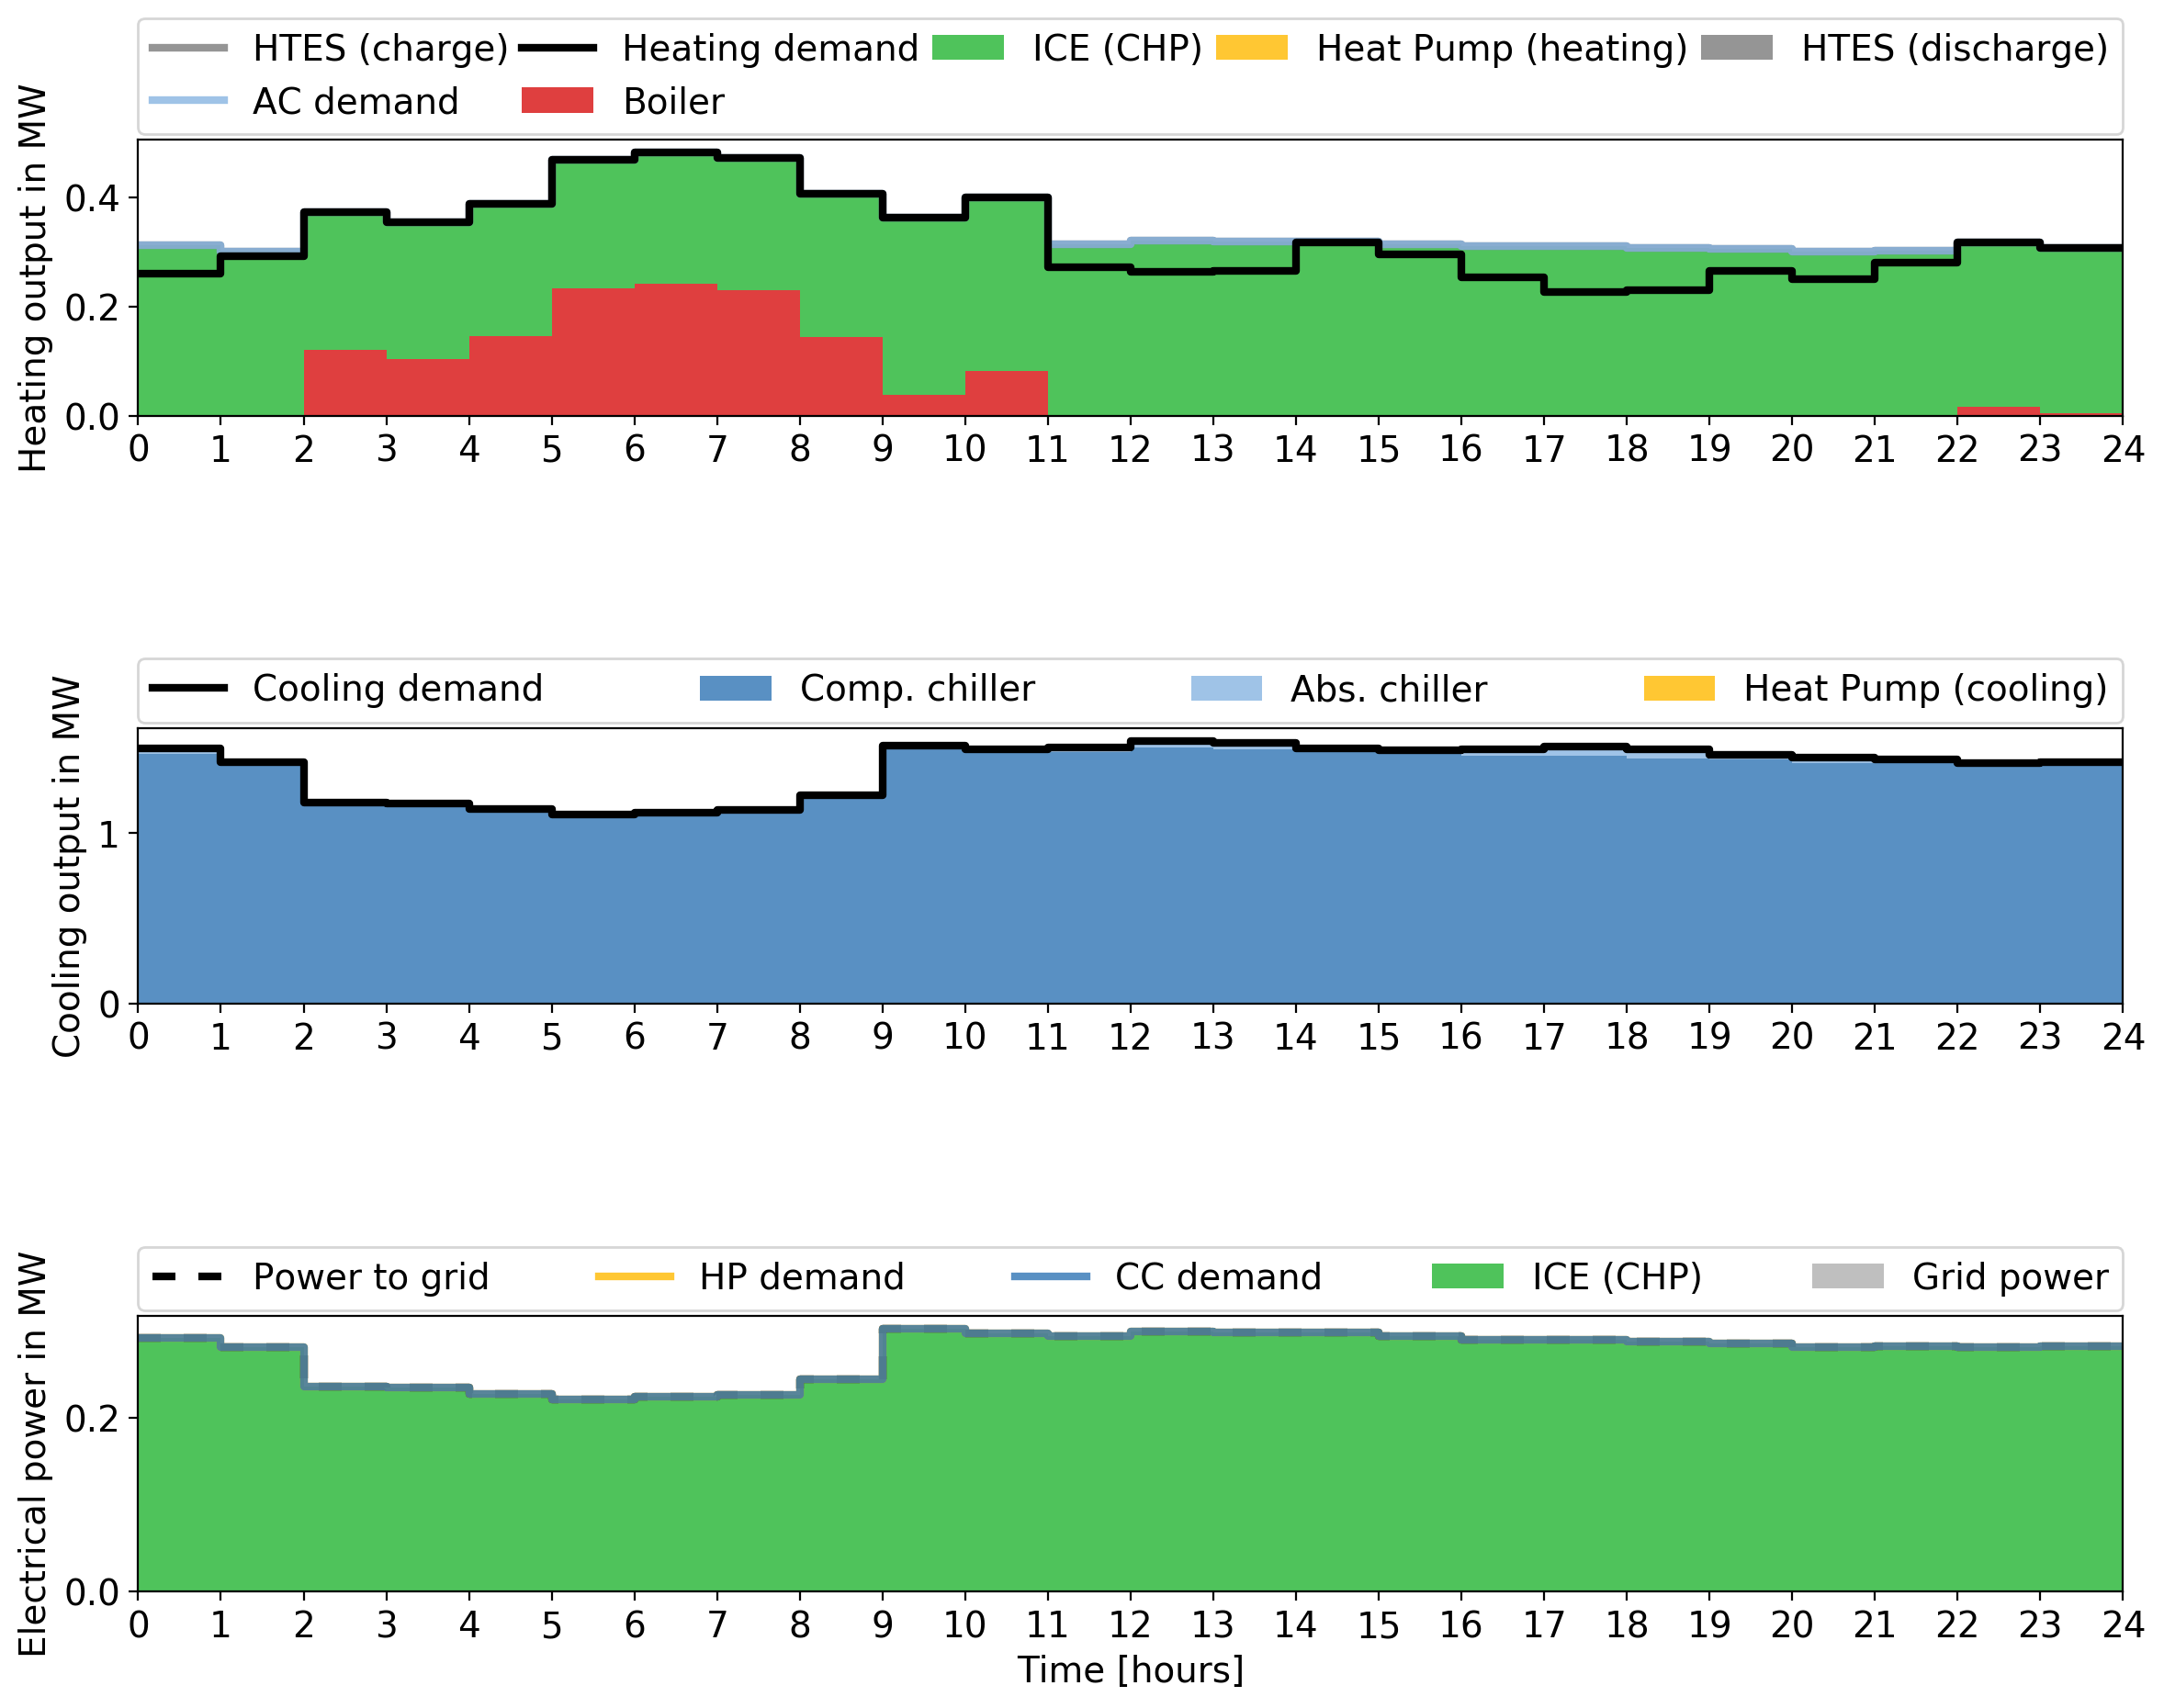 HTES (charge) Heating demand ICE (CHP) Heat Pump (heating) HTES (discharge)
AC demand Boiler
Heating output in MW
0.4
0.2
0.0
0 1 2 3 4 5 6 7 8 9 10 11 12 13 14 15 16 17 18 19 20 21 22 23 24
Cooling demand Comp. chiller Abs. chiller Heat Pump (cooling)
Cooling output in MW
1
0
0 1 2 3 4 5 6 7 8 9 10 11 12 13 14 15 16 17 18 19 20 21 22 23 24
Power to grid HP demand CC demand ICE (CHP) Grid power
Electrical power in MW
0.2
0.0
0 1 2 3 4 5 6 7 8 9 10 11 12 13 14 15 16 17 18 19 20 21 22 23 24
Time [hours]